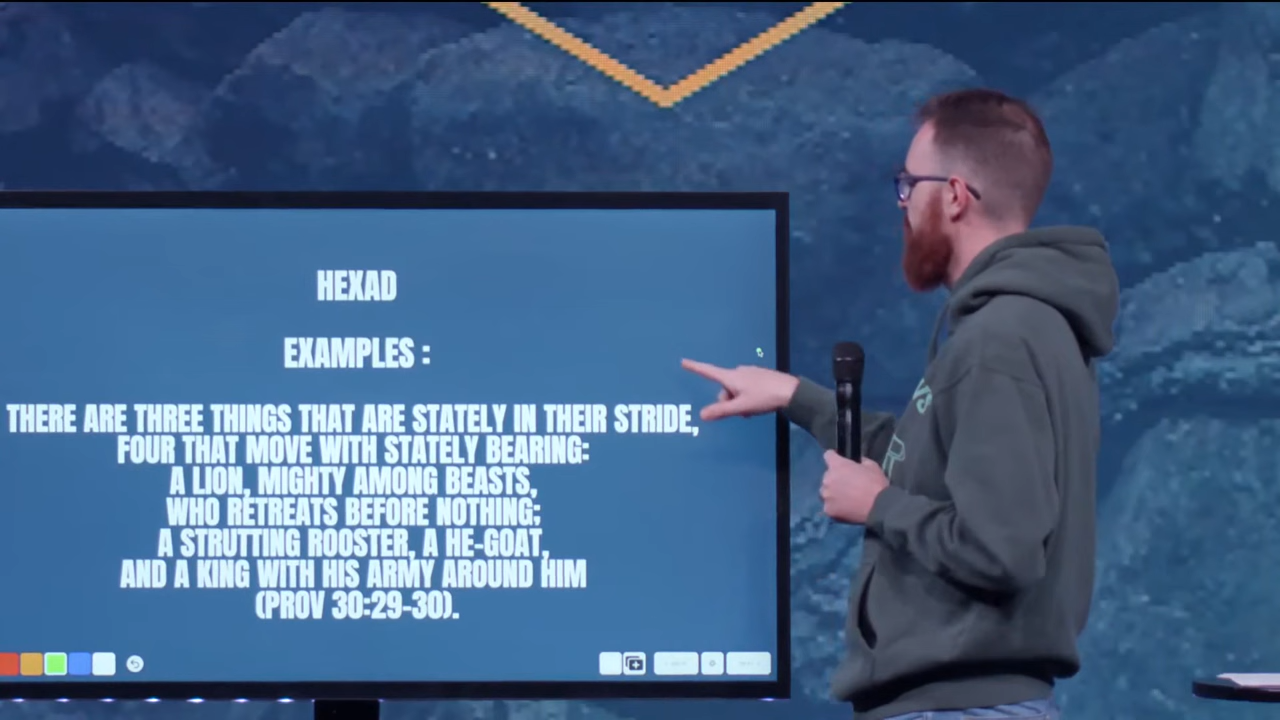 HEXAD
EXAMPLES :
THERE ARE THREE THINGS THAT ARE STATELY IN THEIR STRIDE,
FOUR THAT MOVE WITH STATELY BEARING:
A LION, MIGHTY AMONG BEASTS,
WHO RETREATS BEFORE NOTHING;
A STRUTTING ROOSTER, A HE-GOAT,
AND A KING WITH HIS ARMY AROUND HIM
(PROV 30:29-30).